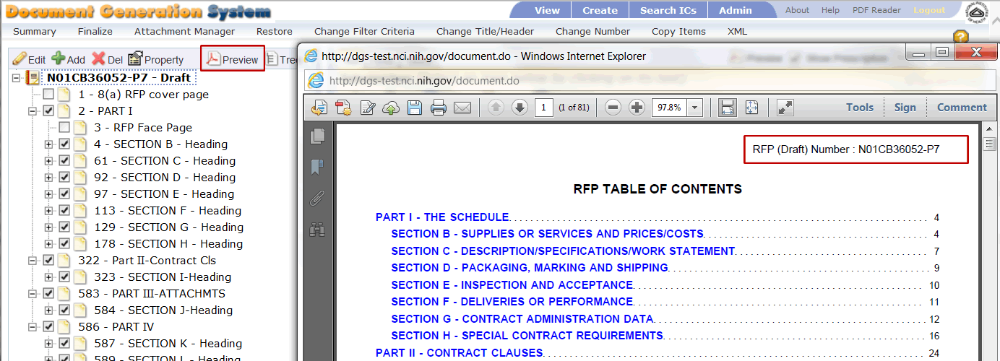 Document Generation System
View Create Search ICs Admin About Help PDF Reader Logout
Summary Finalize Attachment Manager Restore Change Filter Criteria Change Title/Header Change Number Copy Items XML
Edit Add Del Property Preview Tree
N01CB36052-P7 - Draft
1 - 8(a) RFP cover page
2 - PART I
3 - RFP Face Page
4 - SECTION B - Heading
61 - SECTION C - Heading
92 - SECTION D - Heading
97 - SECTION E - Heading
113 - SECTION F - Heading
129 - SECTION G - Heading
178 - SECTION H - Heading
322 - Part II-Contract Cls
323 - SECTION I-Heading
583 - PART III-ATTACHMTS
584 - SECTION J-Heading
586 - PART IV
587 - SECTION K - Heading
589 - SECTION L - Heading
http://dgs-test.nci.nih.gov/document.do - Windows Internet Explorer
http://dgs-test.nci.nih.gov/document.do
1 (1 of 81) 97.8% Tools Sign Comment
RFP (Draft) Number : N01CB36052-P7
RFP TABLE OF CONTENTS
PART I - THE SCHEDULE 4
SECTION B - SUPPLIES OR SERVICES AND PRICES/COSTS 4
SECTION C - DESCRIPTION/SPECIFICATIONS/WORK STATEMENT 7
SECTION D - PACKAGING, MARKING AND SHIPPING 9
SECTION E - INSPECTION AND ACCEPTANCE 10
SECTION F - DELIVERIES OR PERFORMANCE 11
SECTION G - CONTRACT ADMINISTRATION DATA 12
SECTION H - SPECIAL CONTRACT REQUIREMENTS 16
PART II - CONTRACT CLAUSES 24